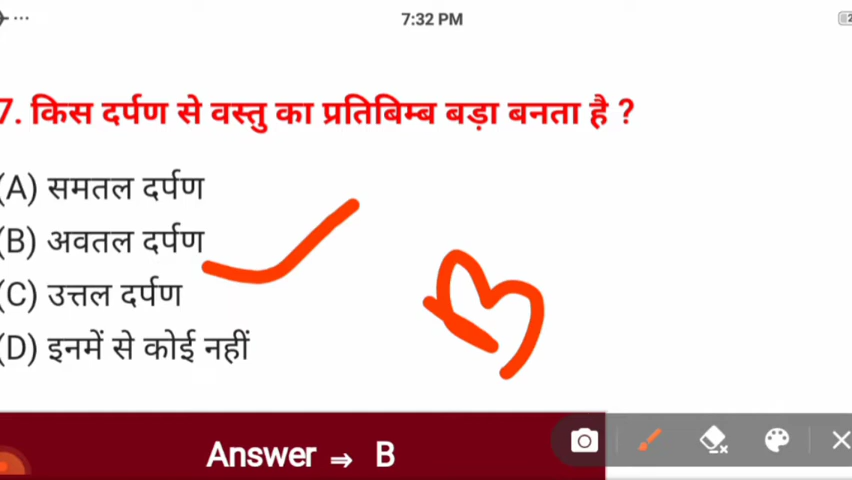 7:32 PM
7. किस दर्पण से वस्तु का प्रतिबिम्ब बड़ा बनता है ?
(A) समतल दर्पण
(B) अवतल दर्पण
(C) उत्तल दर्पण
(D) इनमें से कोई नहीं
Answer ⇒ B